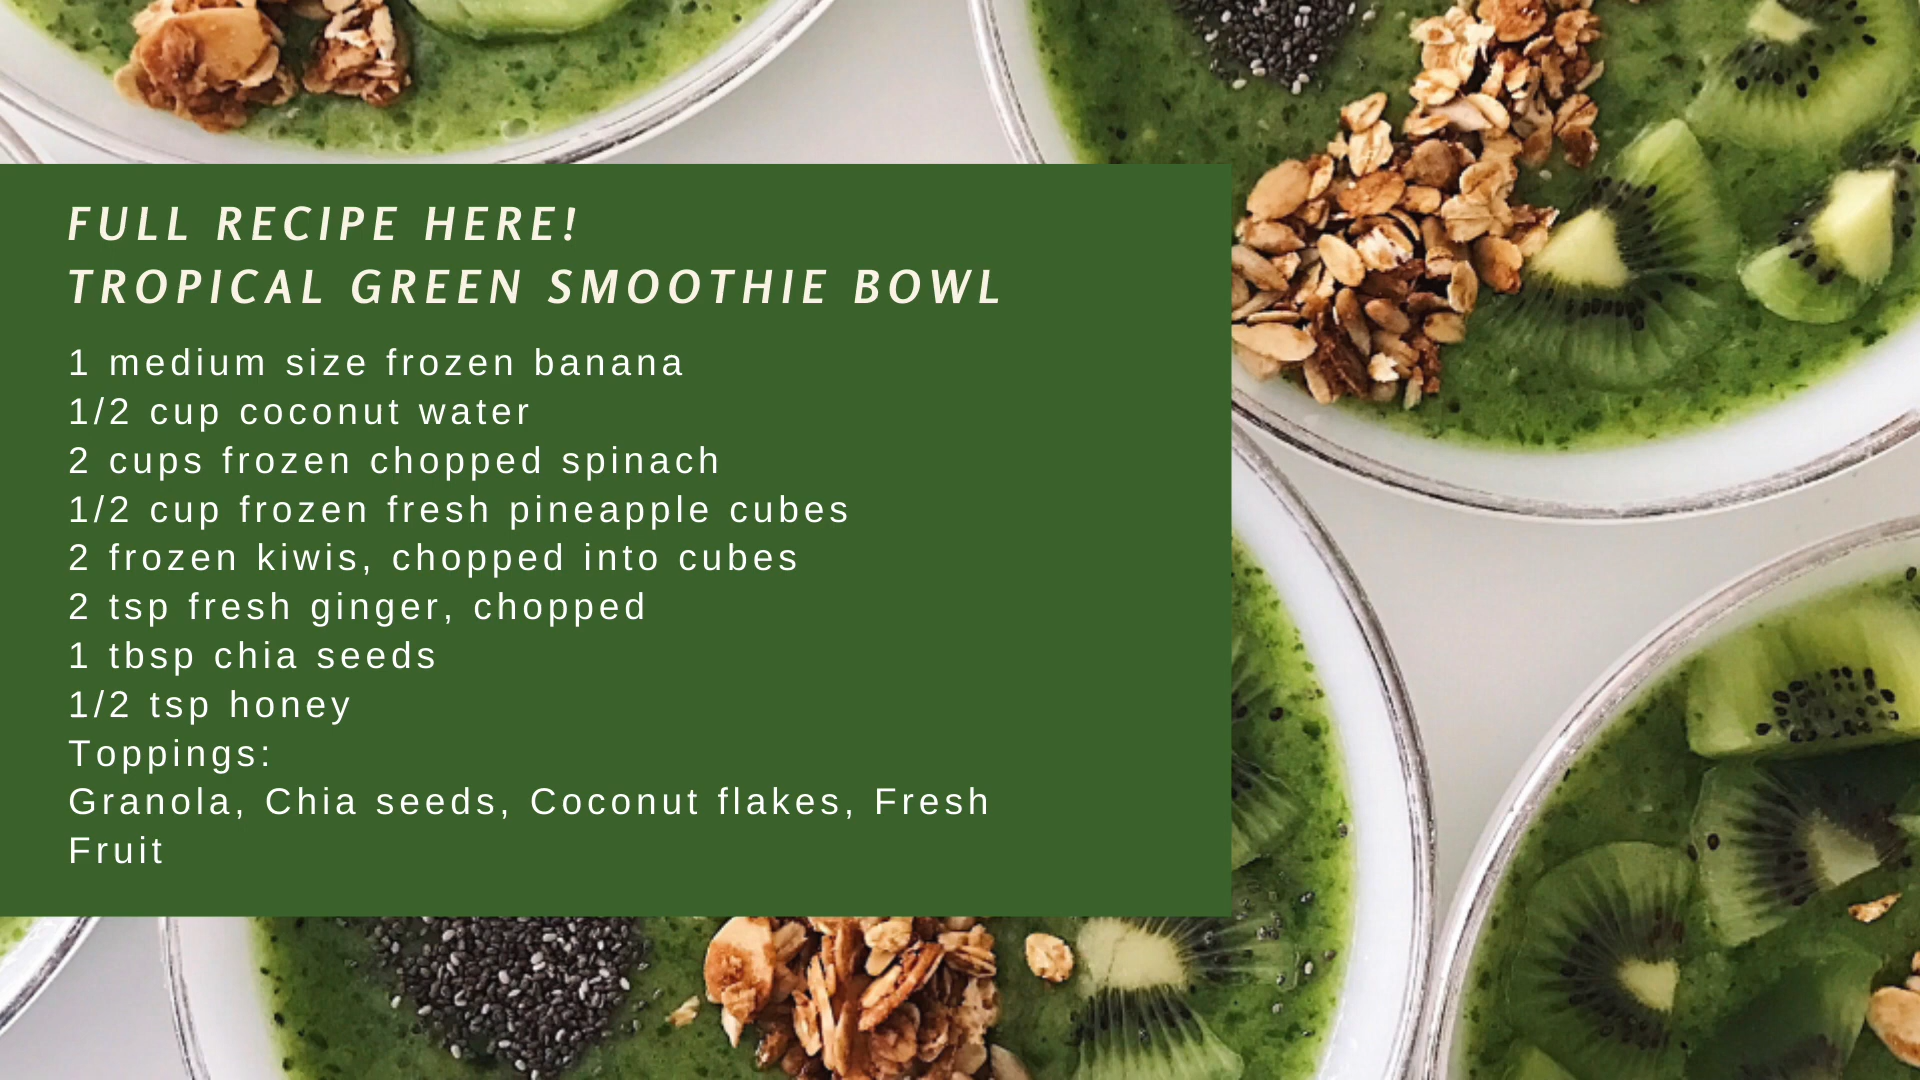 FULL RECIPE HERE!
TROPICAL GREEN SMOOTHIE BOWL
1 medium size frozen banana
1/2 cup coconut water
2 cups frozen chopped spinach
1/2 cup frozen fresh pineapple cubes
2 frozen kiwis, chopped into cubes
2 tsp fresh ginger, chopped
1 tbsp chia seeds
1/2 tsp honey
Toppings:
Granola, Chia seeds, Coconut flakes, Fresh
Fruit